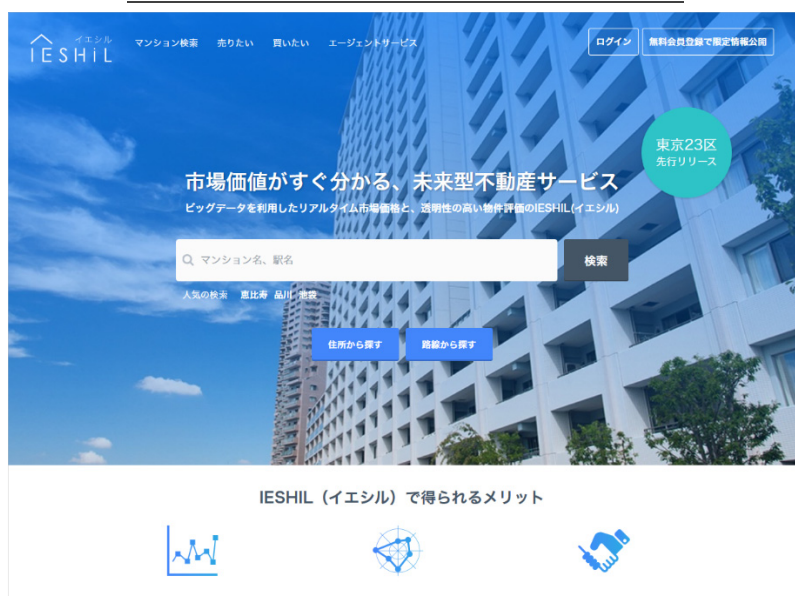 イエシル
IESHIL
マンション検索 売りたい 買いたい エージェントサービス
ログイン
無料会員登録で限定情報公開
東京23区
先行リリース
市場価値がすぐ分かる、未来型不動産サービス
ビッグデータを利用したリアルタイム市場価格と、透明性の高い物件評価のIESHIL(イエシル)
マンション名、駅名
検索
人気の検索 恵比寿 品川 池袋
住所から探す
路線から探す
IESHIL（イエシル）で得られるメリット